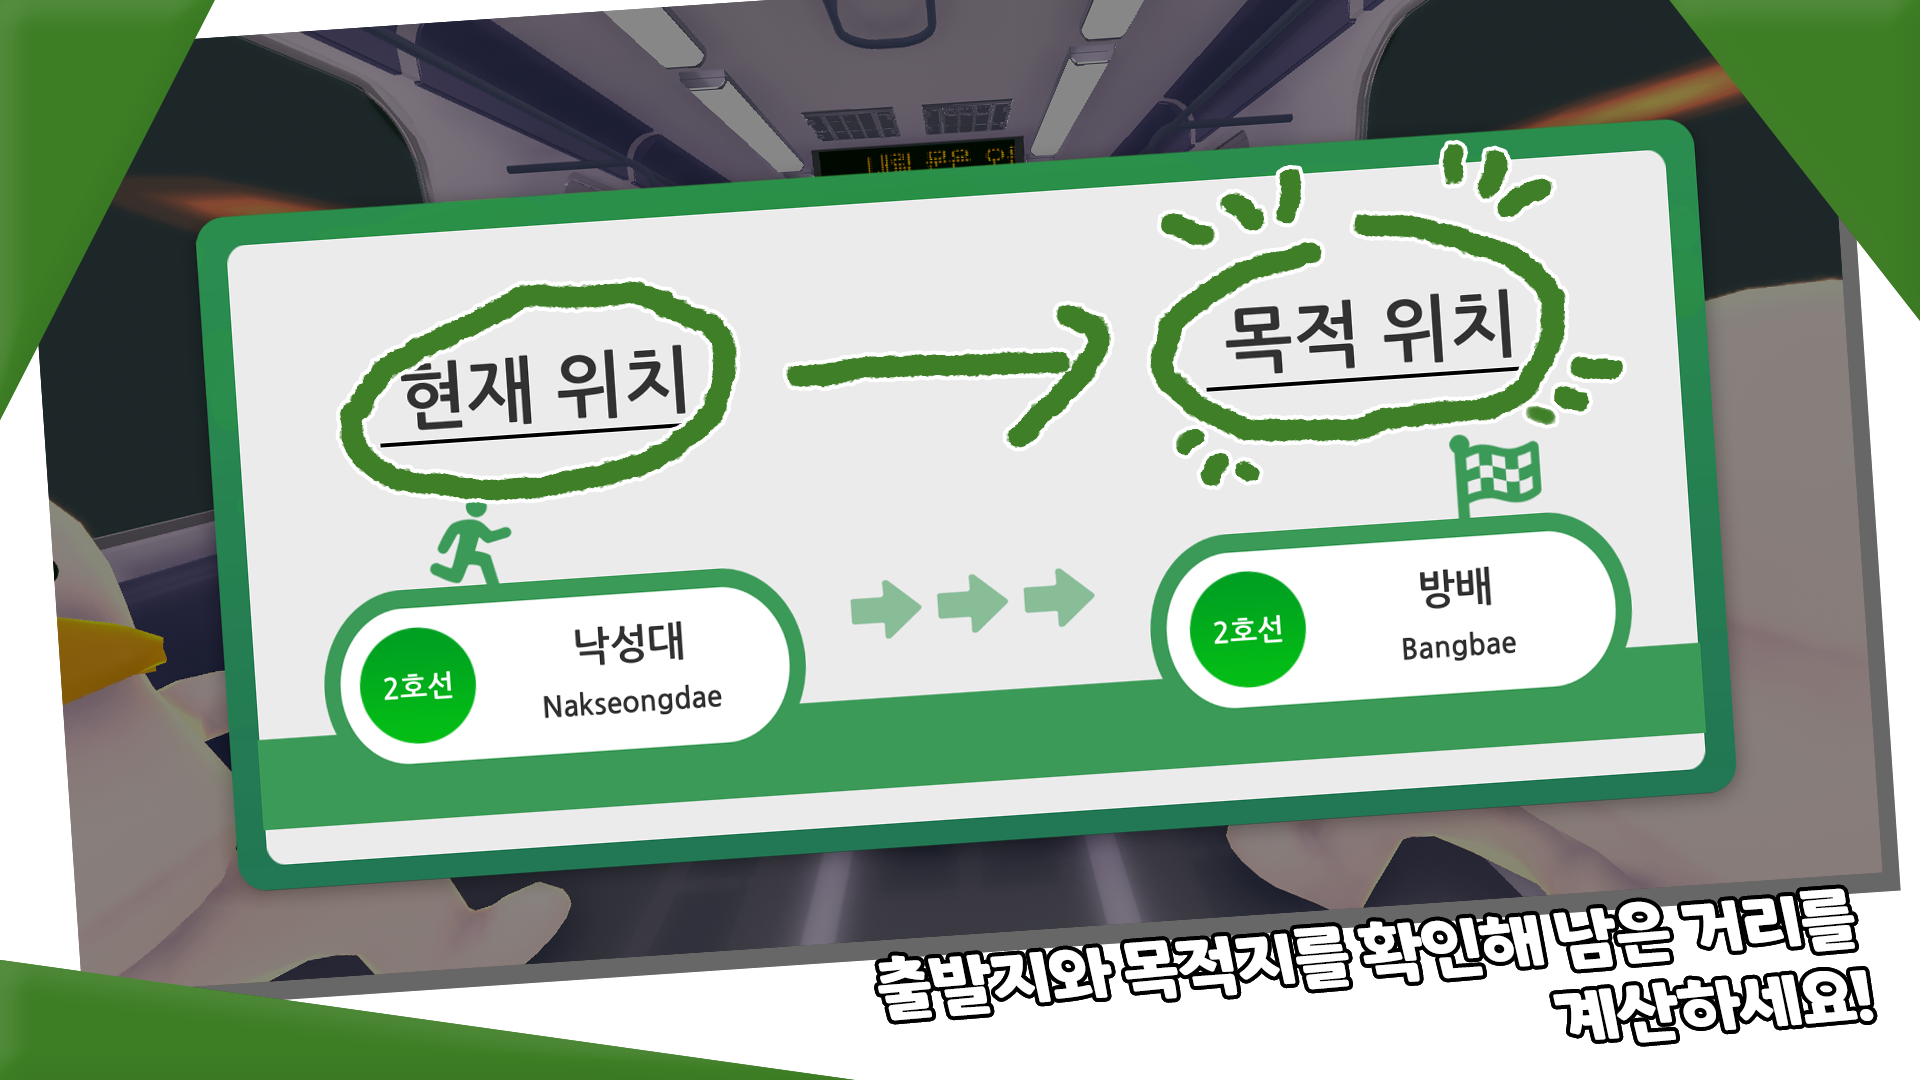 현재 위치
목적 위치
2호선
낙성대
Nakseongdae
2호선
방배
Bangbae
출발지와 목적지를 확인해 남은 거리를
계산하세요!